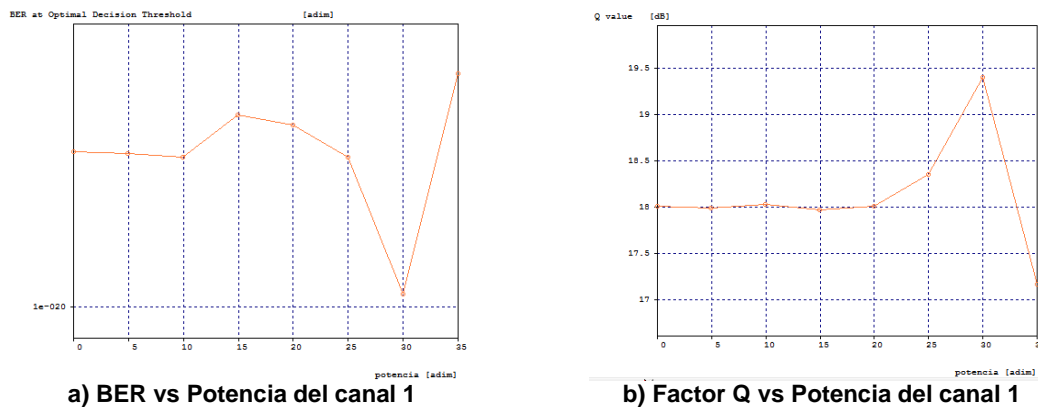 BER at Optimal Decision Threshold [adim]
1e-020
0 5 10 15 20 25 30 35
potencia [adim]
a) BER vs Potencia del canal 1
Q value [dB]
19.5
19
18.5
18
17.5
17
0 5 10 15 20 25 30 35
potencia [adim]
b) Factor Q vs Potencia del canal 1